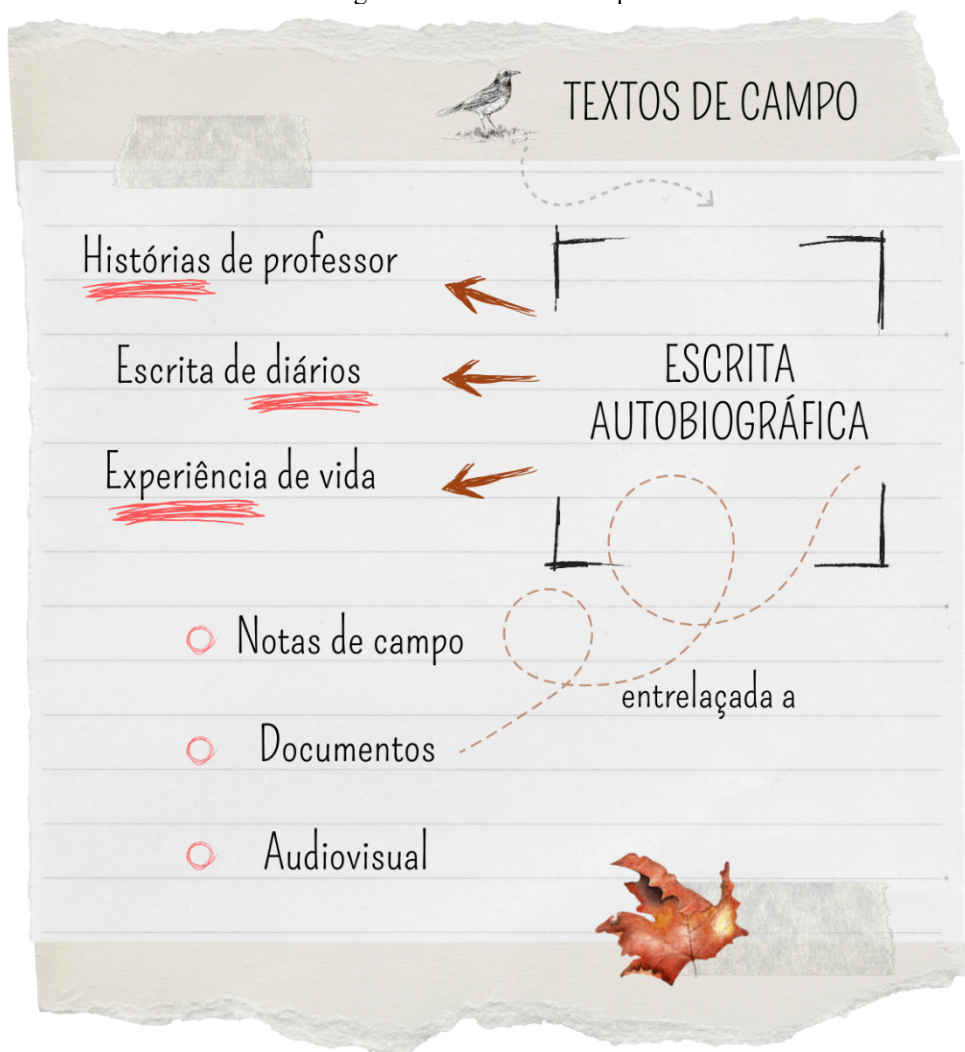 TEXTOS DE CAMPO
Histórias de professor
Escrita de diários
Experiência de vida
ESCRITA
AUTOBIOGRÁFICA
Notas de campo
entrelaçada a
Documentos
Audiovisual